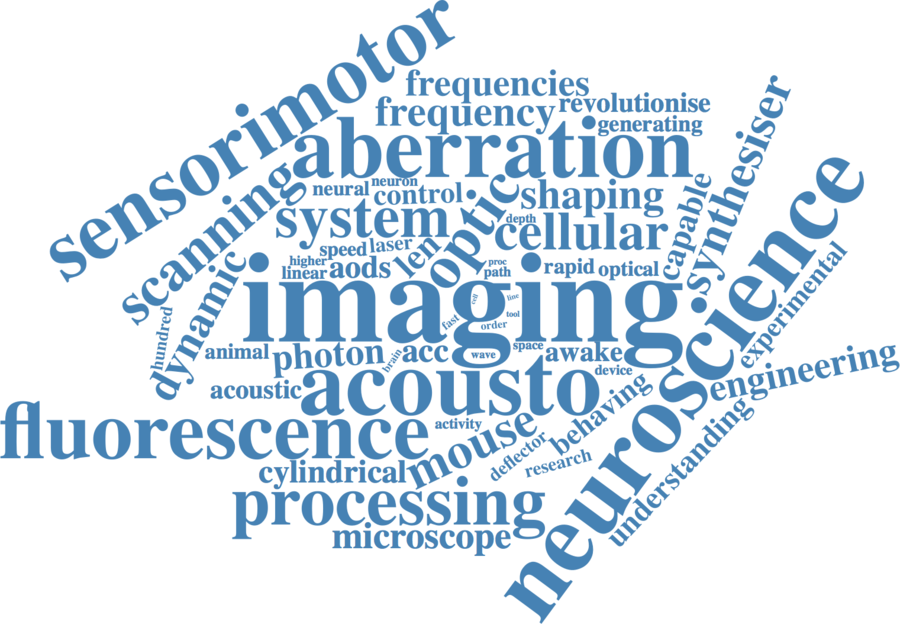 sensorimotor
frequencies
frequency
revolutionise
generating
aberration
synthesiser
scanning
neural
neuron
control
optic
shaping
capable
system
depth
cellular
speed
laser
len
higher
linear
aods
proc
path
rapid
optical
neuroscience
dynamic
imaging
cell
line
tool
fast
order
experimental
hundred
animal
photon
brain
acc
wave
space
awake
device
acoustic
acousto
behaving
engineering
fluorescence
activity
mouse
deflector
research
understanding
cylindrical
processing
microscope